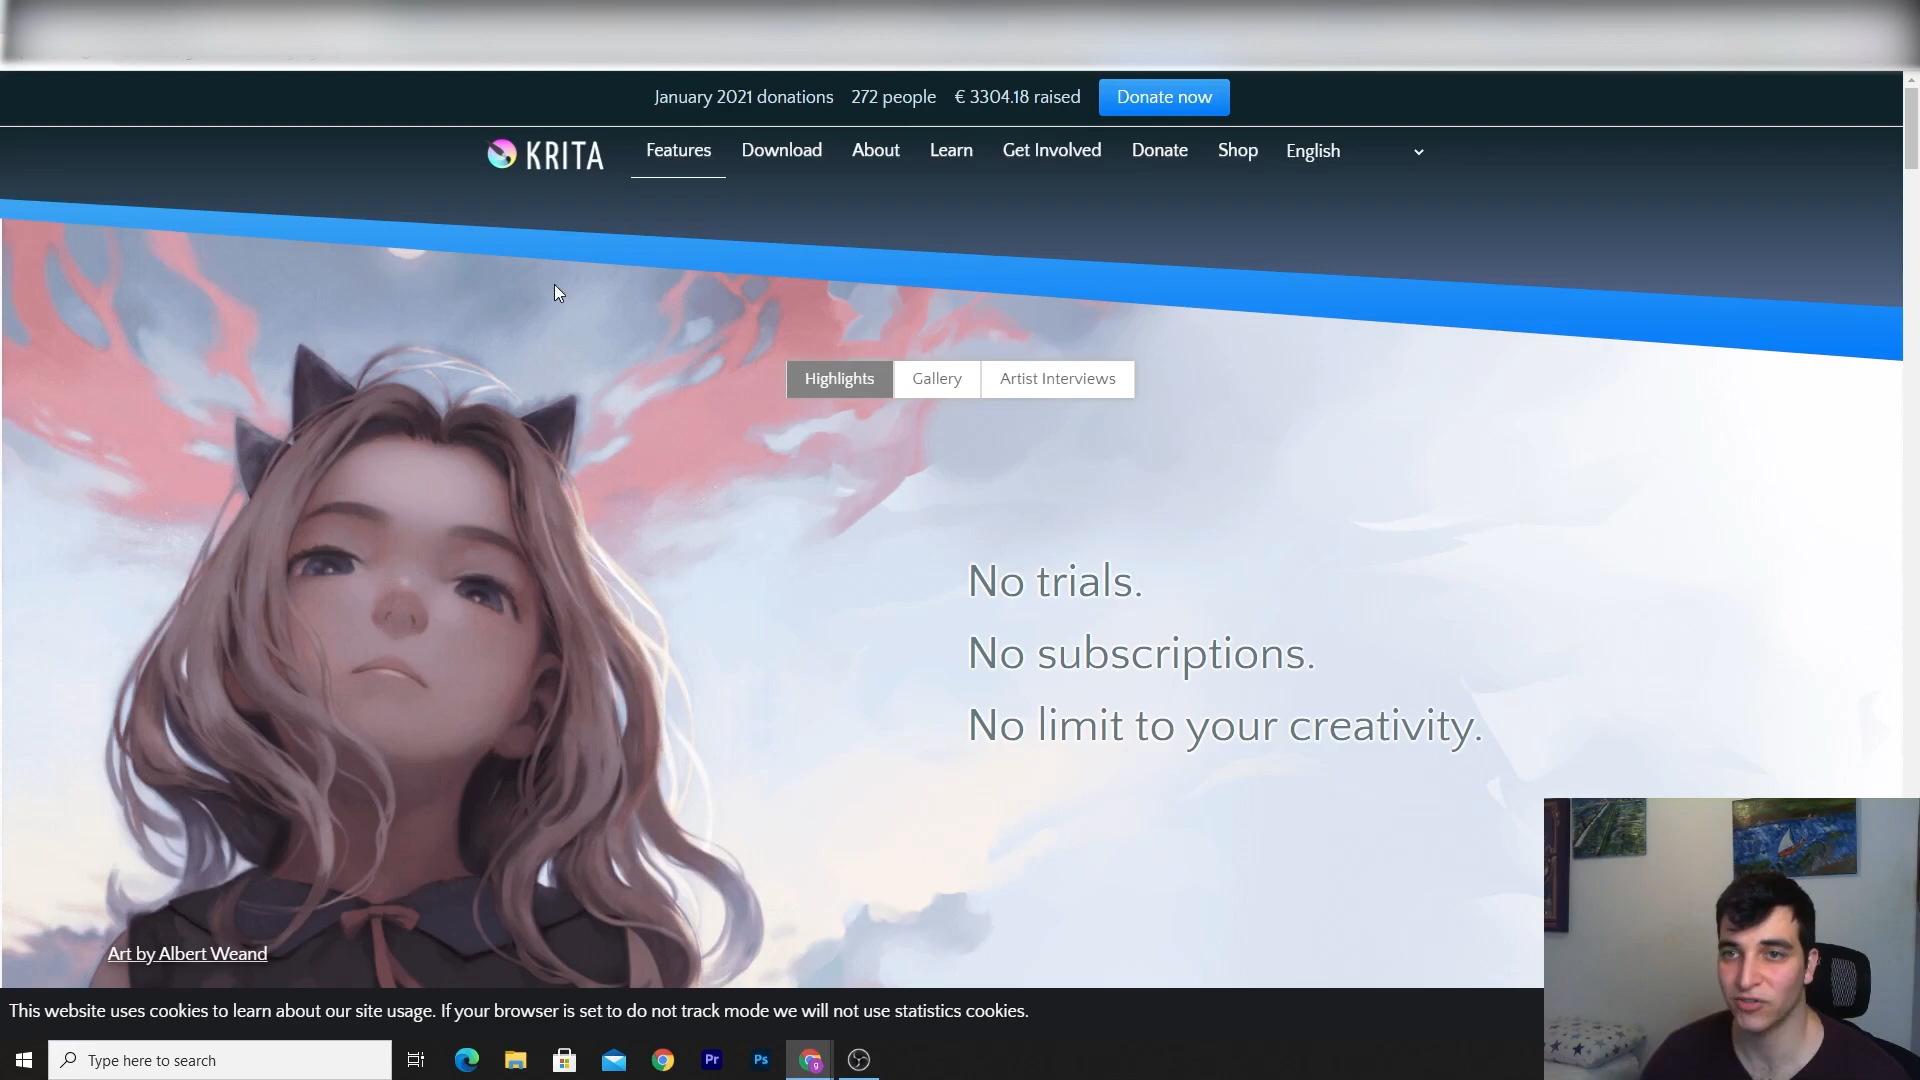 January 2021 donations 272 people € 3304.18 raised Donate now
KRITA Features Download About Learn Get Involved Donate Shop English
Highlights Gallery Artist Interviews
No trials.
No subscriptions.
No limit to your creativity.
Art by Albert Weand
This website uses cookies to learn about our site usage. If your browser is set to do not track mode we will not use statistics cookies.
Type here to search Pr Ps